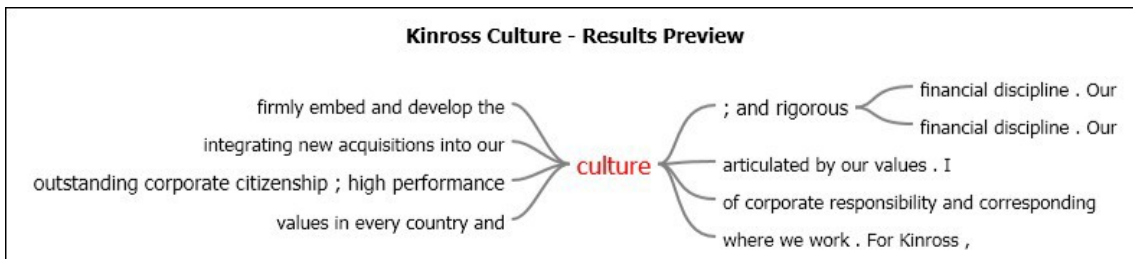 Kinross Culture - Results Preview
firmly embed and develop the
integrating new acquisitions into our
outstanding corporate citizenship ; high performance
values in every country and
culture
; and rigorous
financial discipline . Our
financial discipline . Our
articulated by our values . I
of corporate responsibility and corresponding
where we work . For Kinross ,